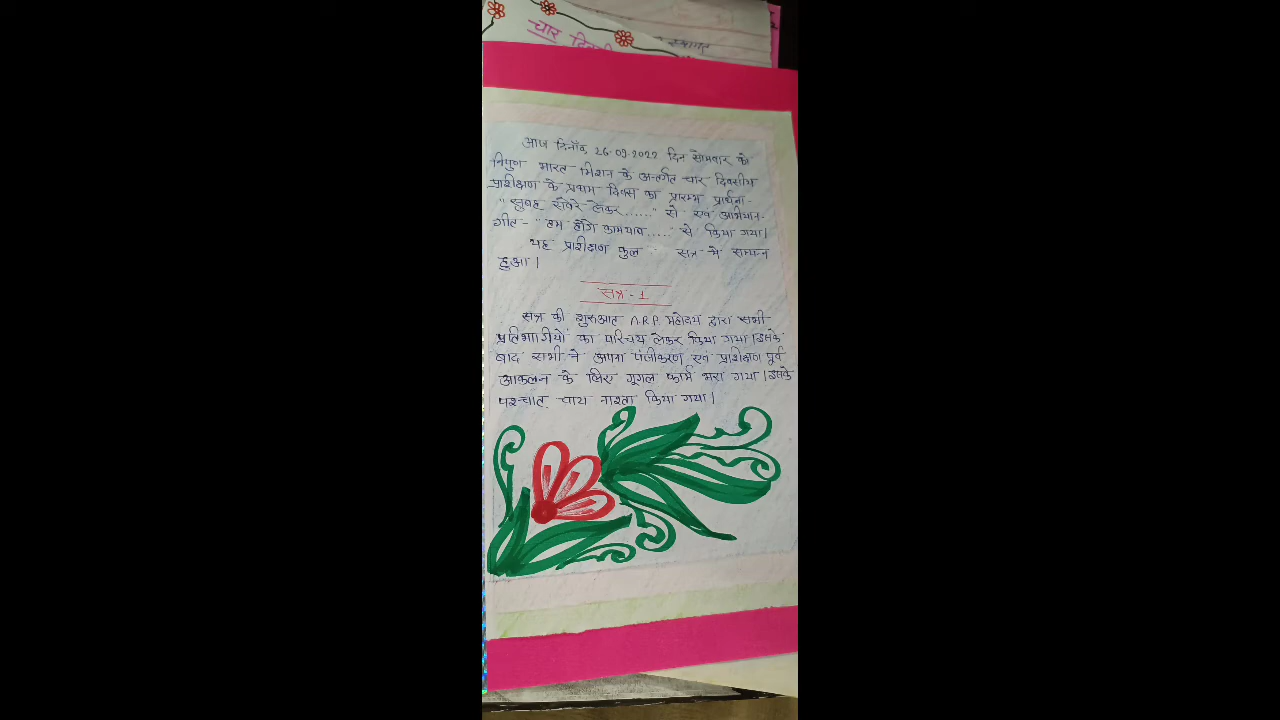 चार
आज दिनाँक 26-09-2022 दिन सोमवार को
निपुण भारत मिशन के अन्तर्गत चार दिवसीय
प्रशिक्षण के प्रथम दिवस का प्रारम्भ प्रार्थना-
"सुबह सवेरे लेकर......" से एवं अभियान-
गीत- "हम होंगे कामयाब....." से किया गया।
यह प्रशिक्षण कुल सत्र में सम्पन्न
हुआ।
सत्र-1
सत्र की शुरुआत A.R.P. महोदय द्वारा सभी
प्रतिभागियों का परिचय लेकर किया गया। इसके
बाद सभी ने अपना पंजीकरण एवं प्रशिक्षण पूर्व
आकलन के लिए गूगल फार्म भरा गया। इसके
पश्चात् चाय नाश्ता किया गया।